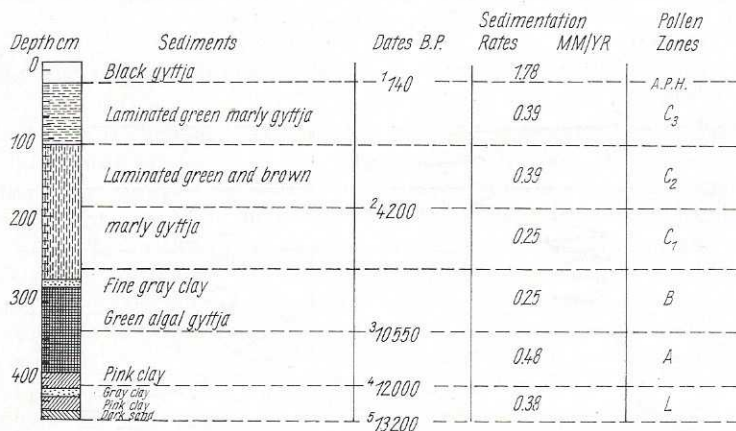 Sedimentation Pollen
Depth cm Sediments Dates B.P. Rates MM/YR Zones
0
Black gyttja 1.78
¹140 A.P.H.
Laminated green marly gyttja 0.39 C₃
100
Laminated green and brown 0.39 C₂
²4200
200
marly gyttja 0.25 C₁
Fine gray clay
300 0.25 B
Green algal gyttja
³10550
0.48 A
Pink clay
400 ⁴12000
Gray clay
Pink clay 0.38 L
Dark sand
⁵13200